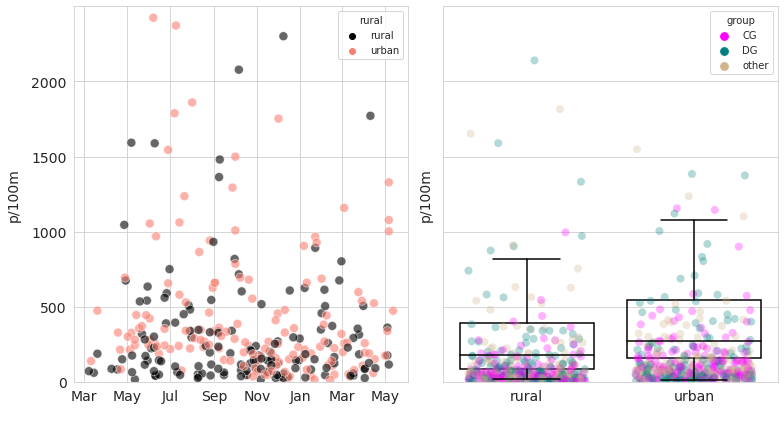 rural
rural
urban
p/100m
2000
1500
1000
500
0
Mar May Jul Sep Nov Jan Mar May
group
CG
DG
other
p/100m
rural urban